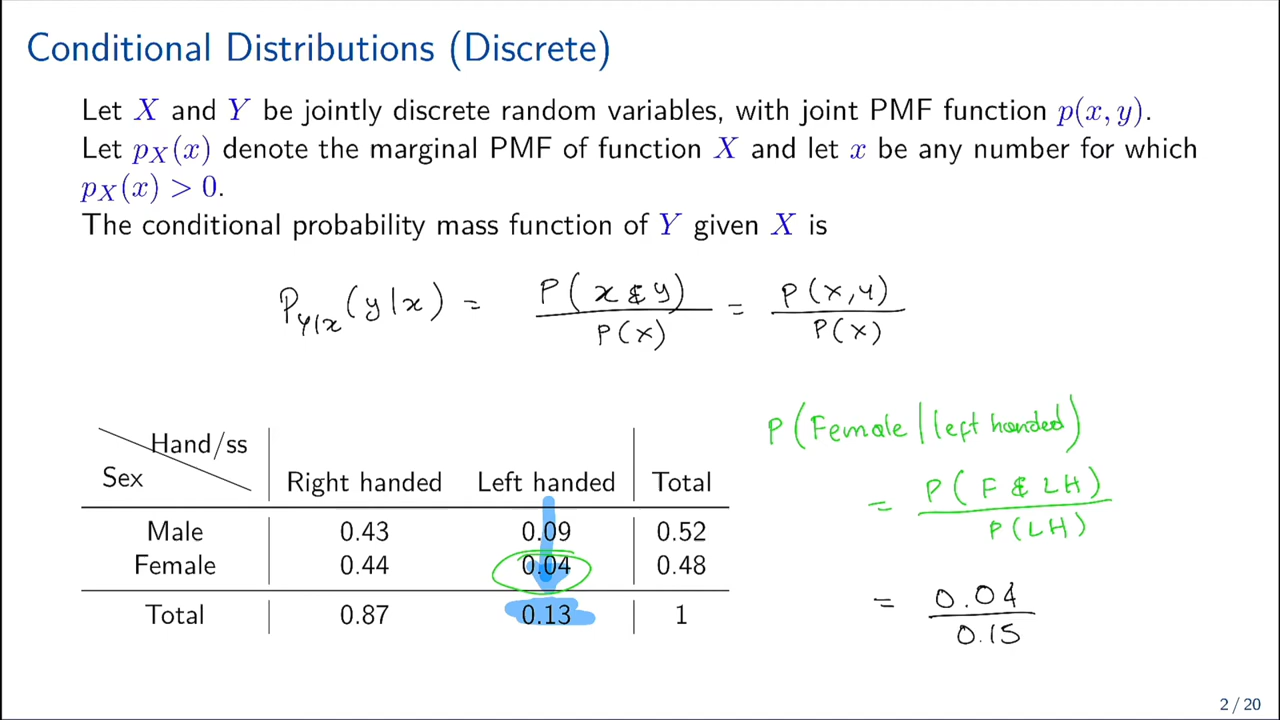 Conditional Distributions (Discrete)
Let X and Y be jointly discrete random variables, with joint PMF function p(x, y).
Let pX(x) denote the marginal PMF of function X and let x be any number for which
pX(x) > 0.
The conditional probability mass function of Y given X is
P Y|x (y|x) = P(x & y) / P(x) = P(x,y) / P(x)
Hand/ss
Sex
Right handed Left handed Total
Male 0.43 0.09 0.52
Female 0.44 0.04 0.48
Total 0.87 0.13 1
P(Female | left handed)
= P(F & LH) / P(LH)
= 0.04 / 0.15
2 / 20